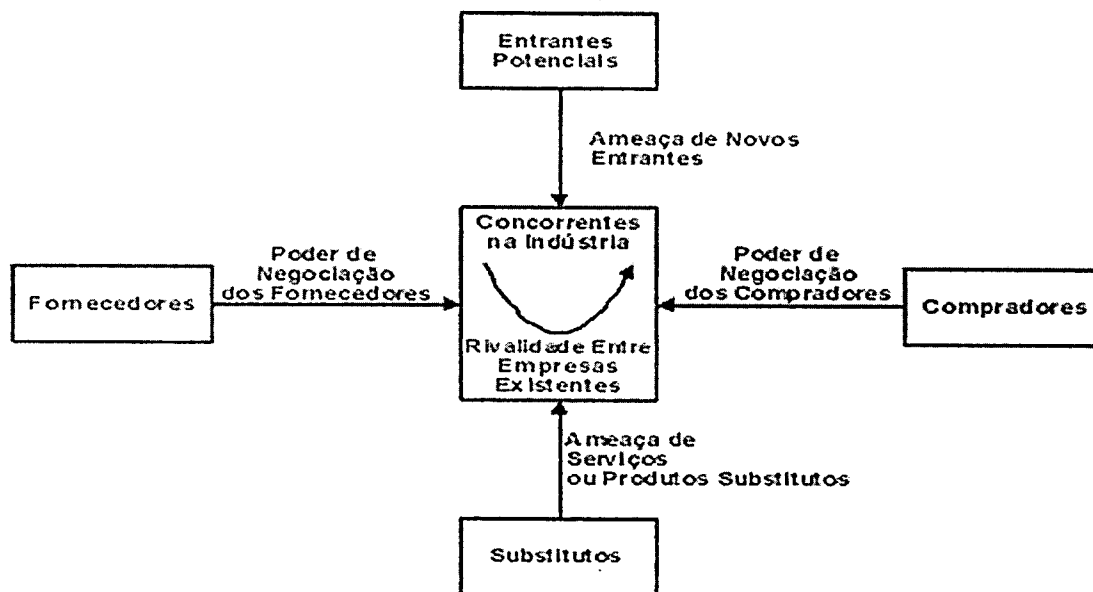 Entrantes
Potenciais
Ameaça de Novos
Entrantes
Concorrentes
na Indústria
Poder de
Negociação
dos Fornecedores
Fornecedores
Poder de
Negociação
dos Compradores
Compradores
Rivalidade Entre
Empresas
Existentes
Ameaça de
Serviços
ou Produtos Substitutos
Substitutos